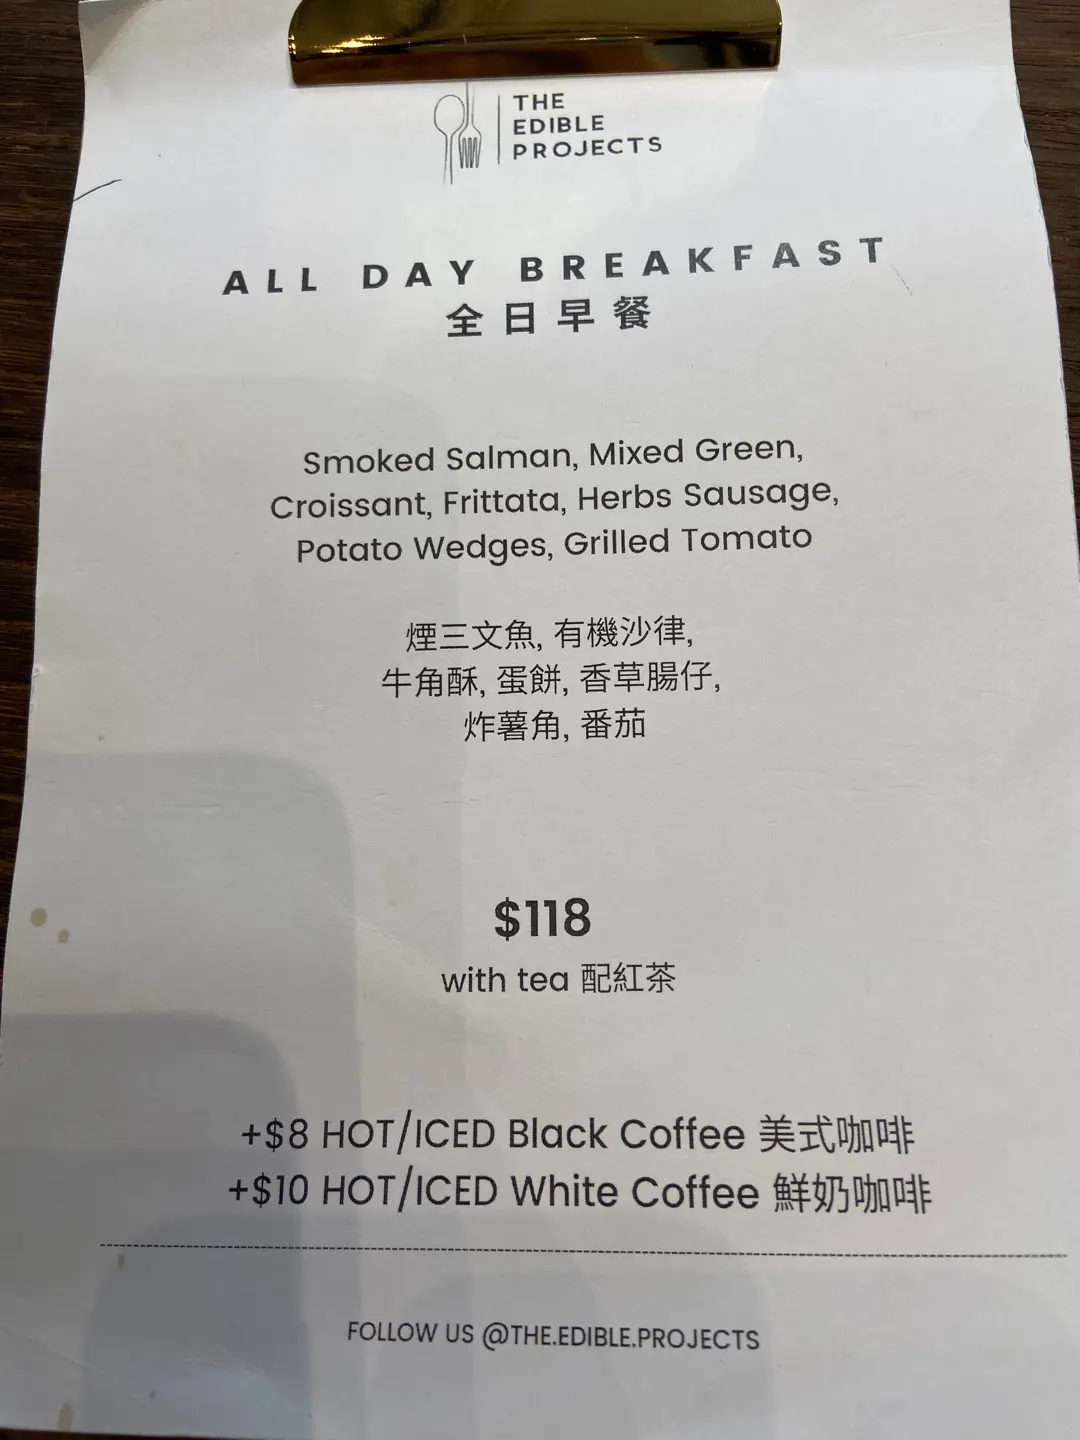 THE
EDIBLE
PROJECTS
ALL DAY BREAKFAST
全日早餐
Smoked Salman, Mixed Green,
Croissant, Frittata, Herbs Sausage,
Potato Wedges, Grilled Tomato
煙三文魚, 有機沙律,
牛角酥, 蛋餅, 香草腸仔,
炸薯角, 番茄
$118
with tea 配紅茶
+$8 HOT/ICED Black Coffee 美式咖啡
+$10 HOT/ICED White Coffee 鮮奶咖啡
FOLLOW US @THE.EDIBLE.PROJECTS